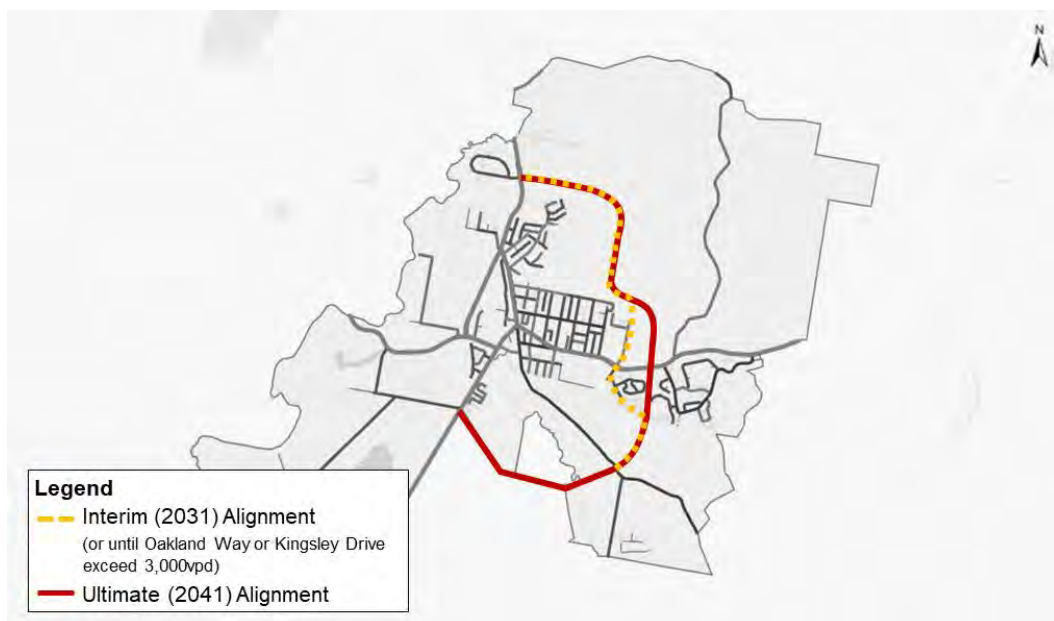 N
Legend
Interim (2031) Alignment
(or until Oakland Way or Kingsley Drive
exceed 3,000vpd)
Ultimate (2041) Alignment